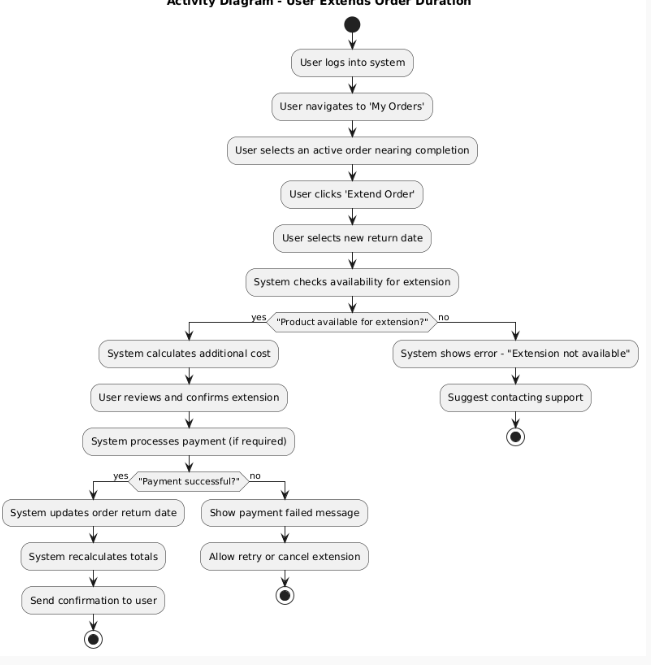 Activity Diagram - User Extends Order Duration
User logs into system
User navigates to 'My Orders'
User selects an active order nearing completion
User clicks 'Extend Order'
User selects new return date
System checks availability for extension
yes
"Product available for extension?"
no
System calculates additional cost
System shows error - "Extension not available"
User reviews and confirms extension
Suggest contacting support
System processes payment (if required)
yes
"Payment successful?"
no
System updates order return date
Show payment failed message
System recalculates totals
Allow retry or cancel extension
Send confirmation to user